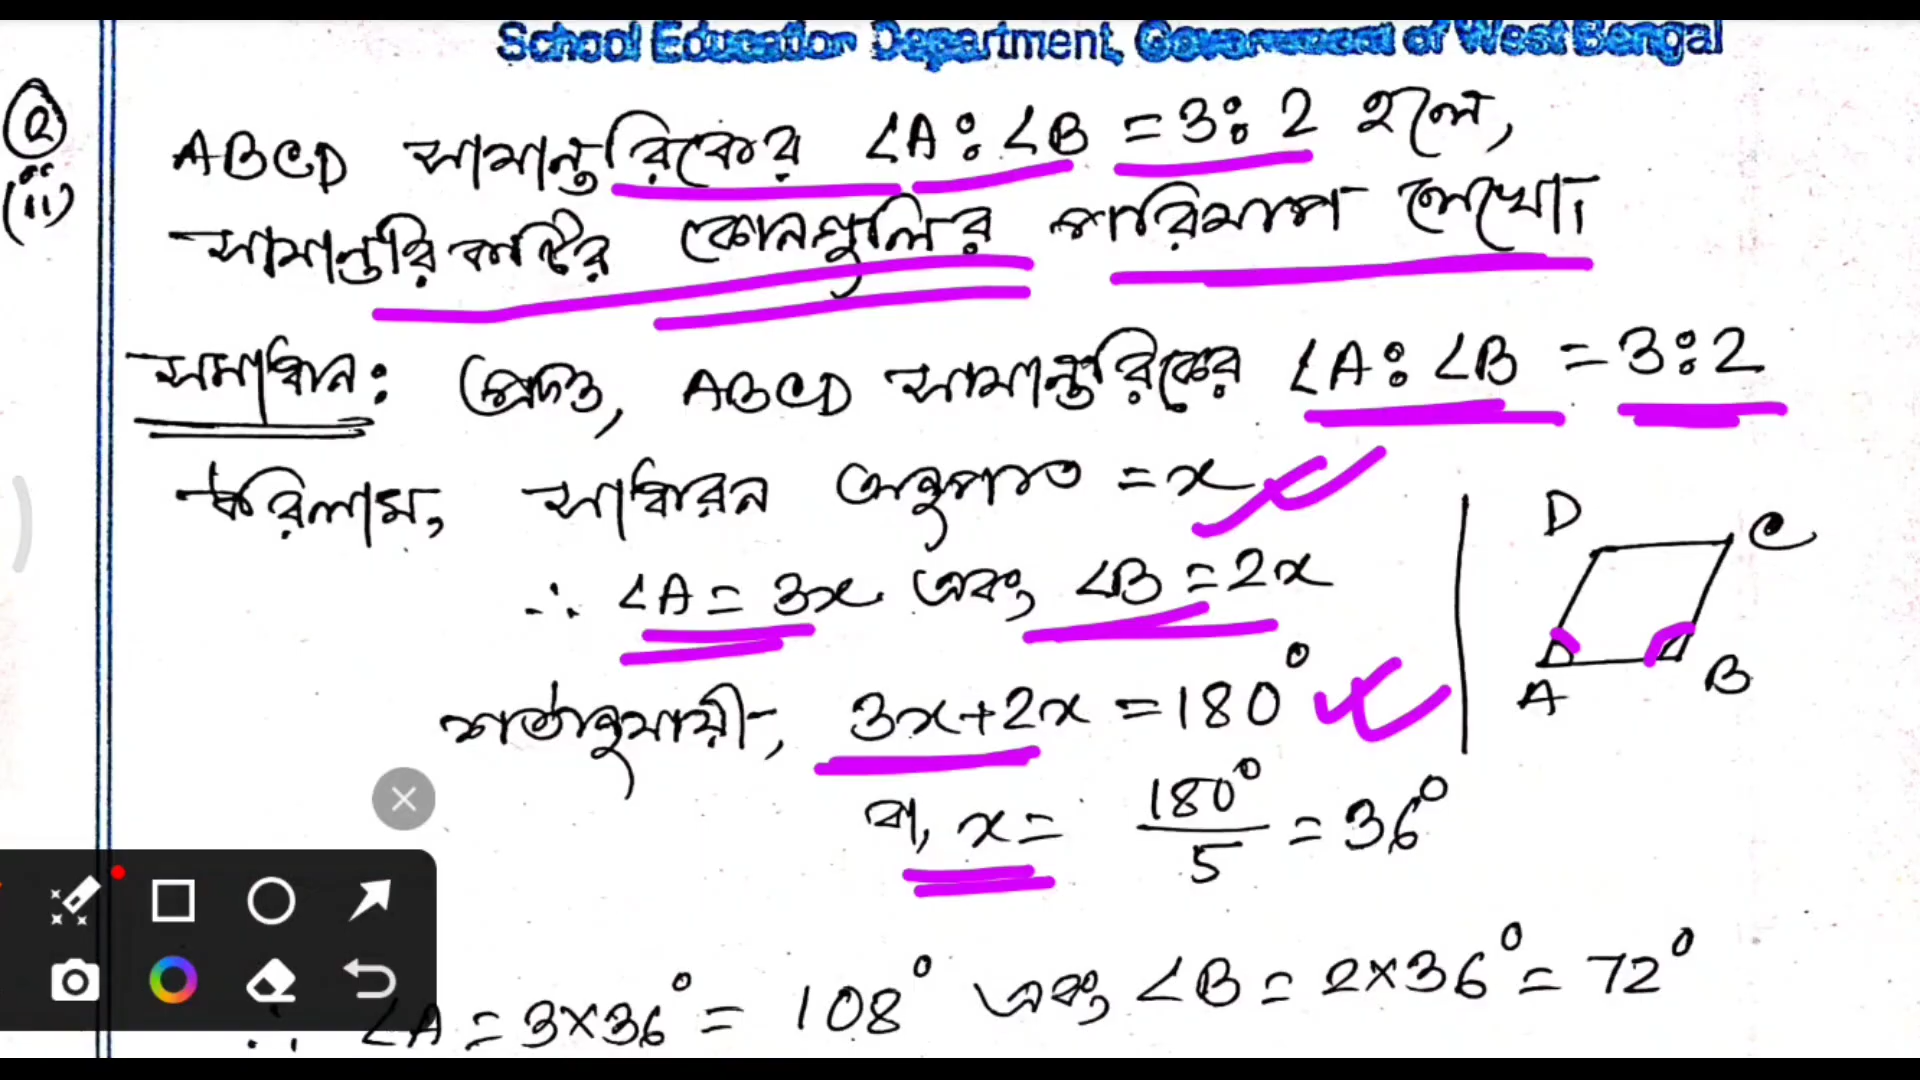 School Education Department, Government of West Bengal
Q
(ii)
ABCD সামান্তরিকের ∠A : ∠B = 3 : 2 হলে,
সামান্তরিকটির কোনগুলির পরিমাপ লেখো।
সমাধান : প্রদত্ত, ABCD সামান্তরিকের ∠A : ∠B = 3 : 2
ধরিলাম, সাধারন অনুপাত = x
∴ ∠A = 3x এবং ∠B = 2x
শর্তানুযায়ী, 3x+2x = 180°
বা, x = 180°/5 = 36°
D C
A B
∴ ∠A = 3×36° = 108° এবং ∠B = 2×36° = 72°